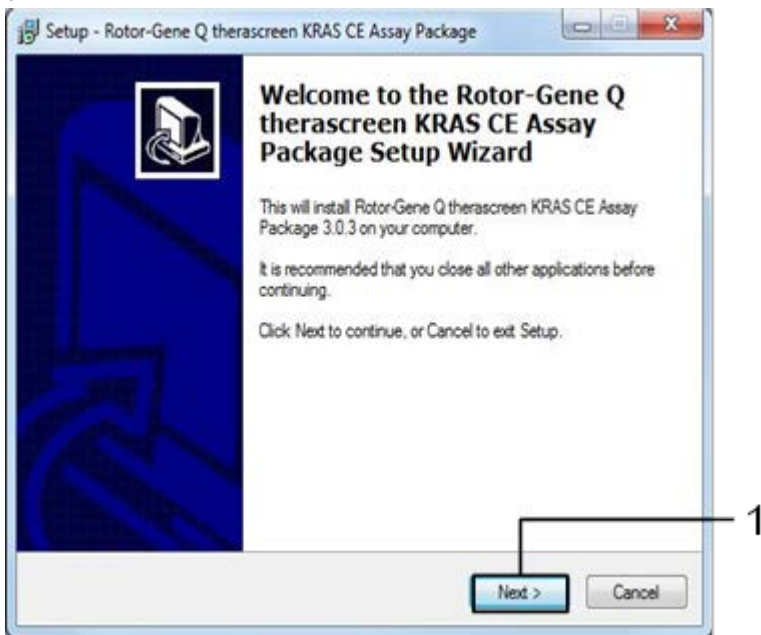 Setup - Rotor-Gene Q therascreen KRAS CE Assay Package
Welcome to the Rotor-Gene Q
therascreen KRAS CE Assay
Package Setup Wizard
This will install Rotor-Gene Q therascreen KRAS CE Assay
Package 3.0.3 on your computer.
It is recommended that you close all other applications before
continuing.
Click Next to continue, or Cancel to exit Setup.
1
Next > Cancel